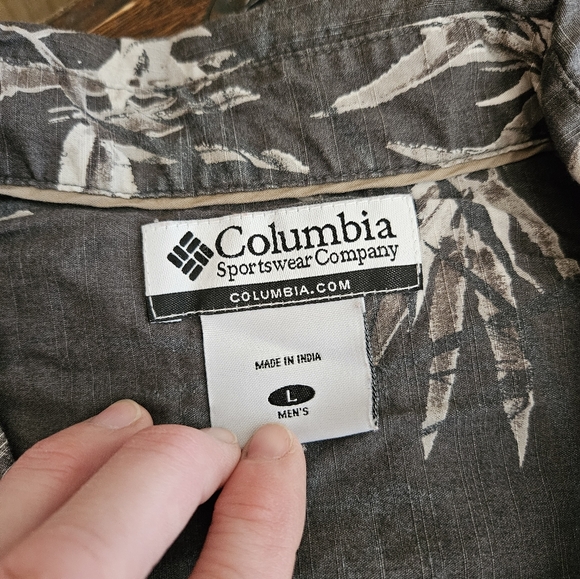 Columbia
Sportswear Company
COLUMBIA.COM
MADE IN INDIA
L
MEN'S